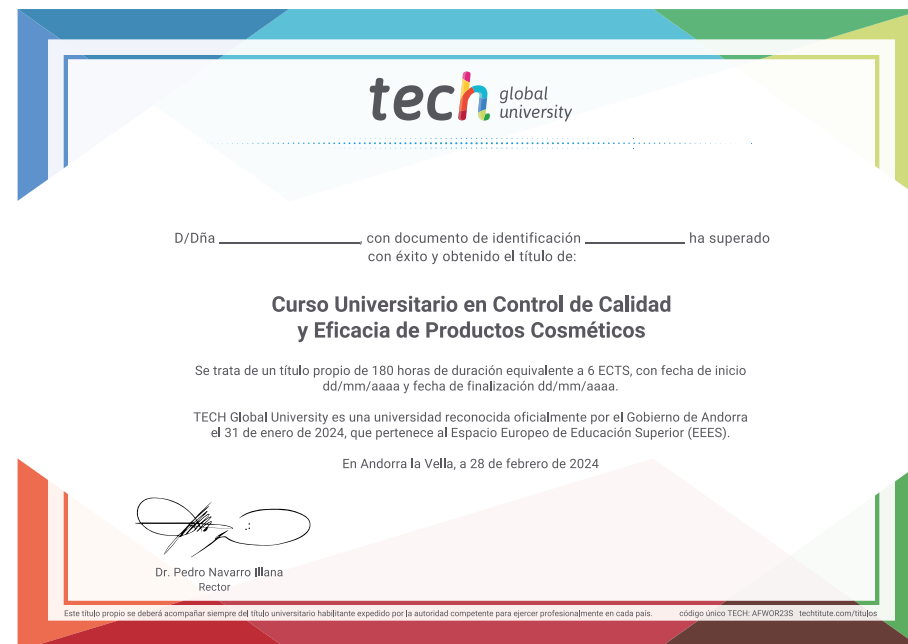 tech global university
D/Dña ____________________, con documento de identificación ______________ ha superado
con éxito y obtenido el título de:
Curso Universitario en Control de Calidad
y Eficacia de Productos Cosméticos
Se trata de un título propio de 180 horas de duración equivalente a 6 ECTS, con fecha de inicio
dd/mm/aaaa y fecha de finalización dd/mm/aaaa.
TECH Global University es una universidad reconocida oficialmente por el Gobierno de Andorra
el 31 de enero de 2024, que pertenece al Espacio Europeo de Educación Superior (EEES).
En Andorra la Vella, a 28 de febrero de 2024
Dr. Pedro Navarro Illana
Rector
Este título propio se deberá acompañar siempre del título universitario habilitante expedido por la autoridad competente para ejercer profesionalmente en cada país. código único TECH: AFWOR23S techtitute.com/titulos